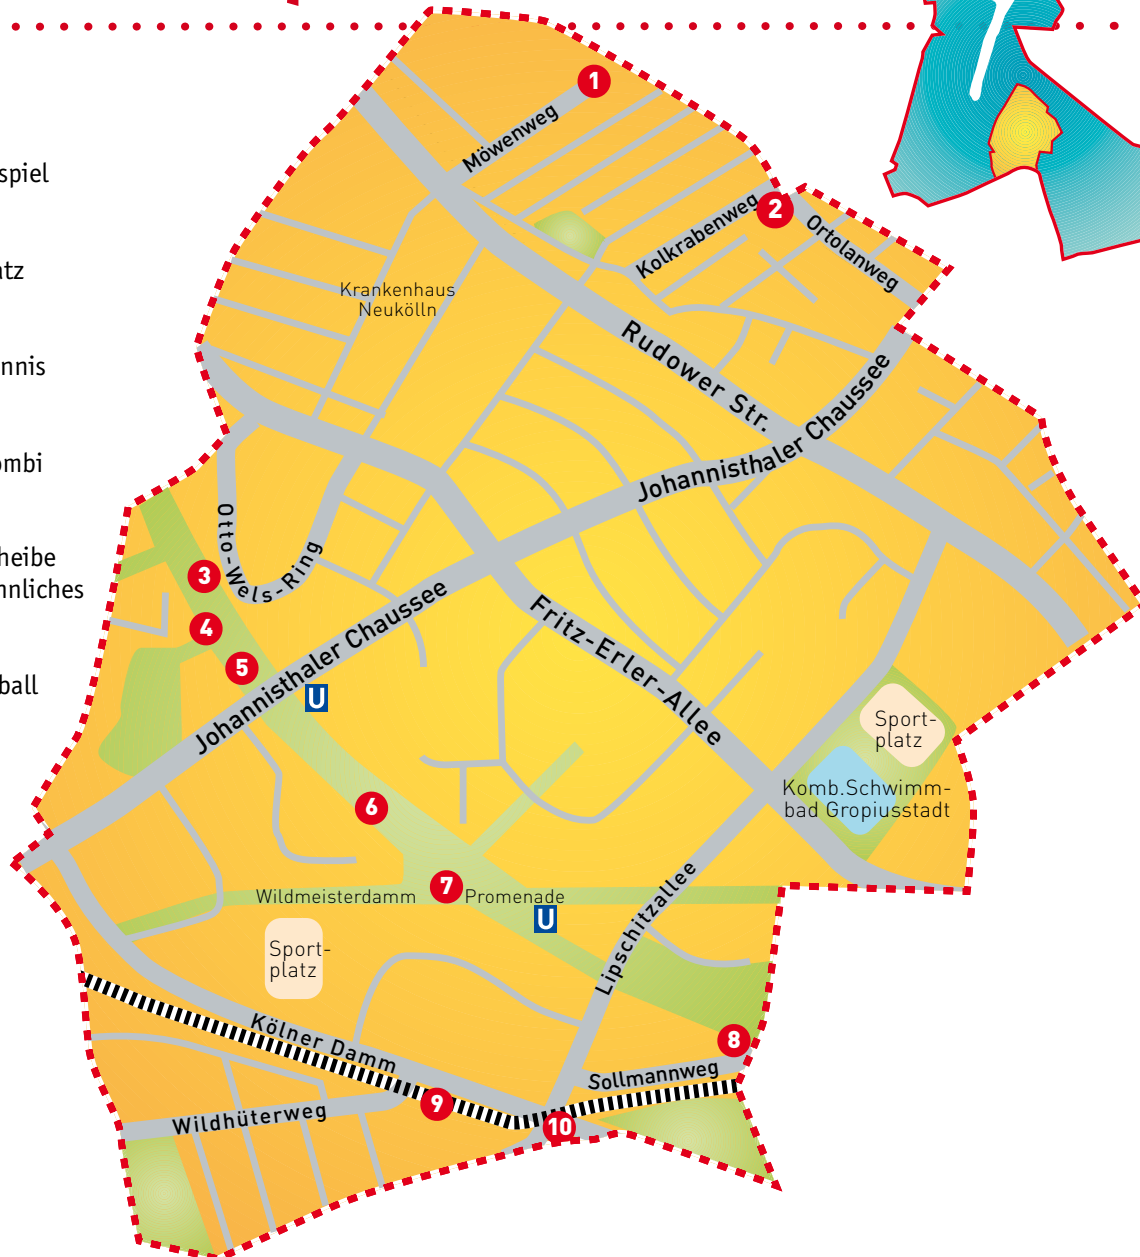 spiel
tz
nnis
ombi
heibe
hnliches
ball
1
Möwenweg
2
Kolkrabenweg
Ortolanweg
Krankenhaus
Neukölln
Rudower Str.
Johannisthaler Chaussee
Otto-Wels-Ring
3
4
5
Johannisthaler Chaussee
U
Fritz-Erler-Allee
Sport-
platz
Komb.Schwimm-
bad Gropiusstadt
6
7
Wildmeisterdamm
Promenade
U
Lipschitzallee
Sport-
platz
Kölner Damm
8
Sollmannweg
9
Wildhüterweg
10